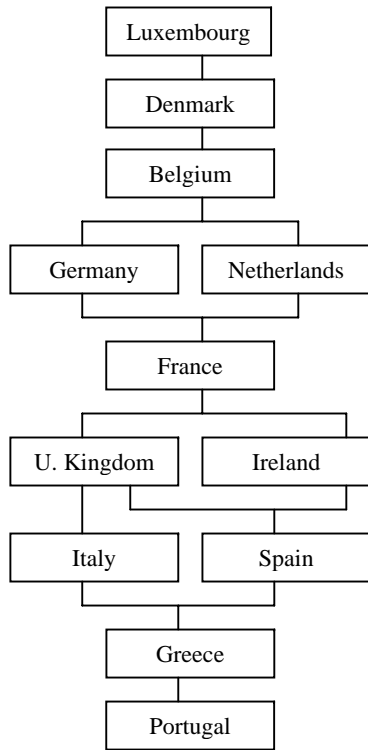 Luxembourg
Denmark
Belgium
Germany
Netherlands
France
U. Kingdom
Ireland
Italy
Spain
Greece
Portugal